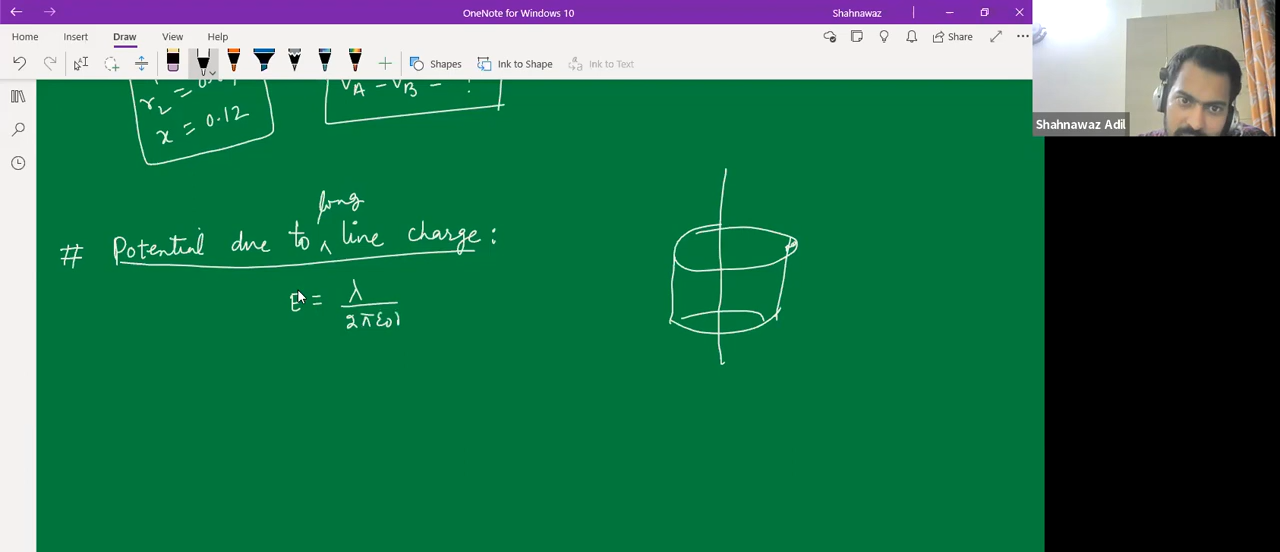 OneNote for Windows 10
Shahnawaz
Home Insert Draw View Help
Share
Shapes Ink to Shape Ink to Text
Shahnawaz Adil
r₂ =
x = 0.12
V_A - V_B = ?
long
# Potential due to ^ line charge :
E = λ
2πε₀r